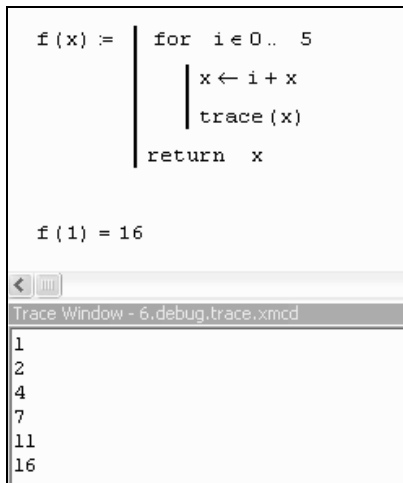 f (x) := for i ∈ 0 .. 5
x ← i + x
trace (x)
return x
f (1) = 16
Trace Window - 6.debug.trace.xmcd
1
2
4
7
11
16